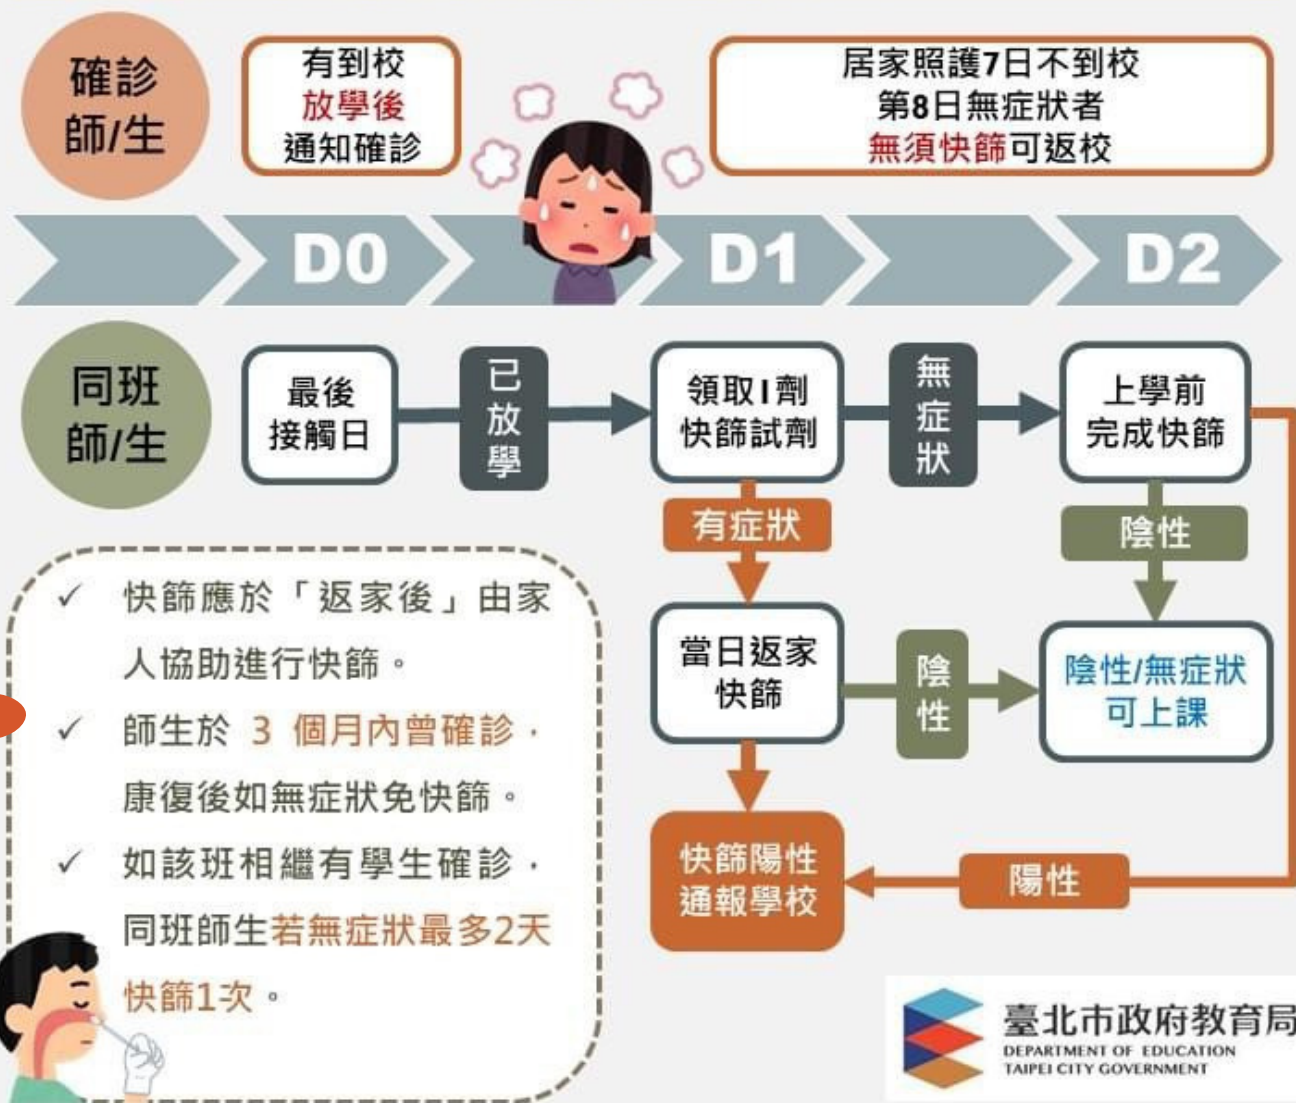 確診
師/生
有到校
放學後
通知確診
居家照護7日不到校
第8日無症狀者
無須快篩可返校
D0
D1
D2
同班
師/生
最後
接觸日
已放學
領取1劑
快篩試劑
無症狀
上學前
完成快篩
有症狀
陰性
當日返家
快篩
陰性
陰性/無症狀
可上課
快篩陽性
通報學校
陽性
✓ 快篩應於「返家後」由家
人協助進行快篩。
✓ 師生於 3 個月內曾確診，
康復後如無症狀免快篩。
✓ 如該班相繼有學生確診，
同班師生若無症狀最多2天
快篩1次。
臺北市政府教育局
DEPARTMENT OF EDUCATION
TAIPEI CITY GOVERNMENT